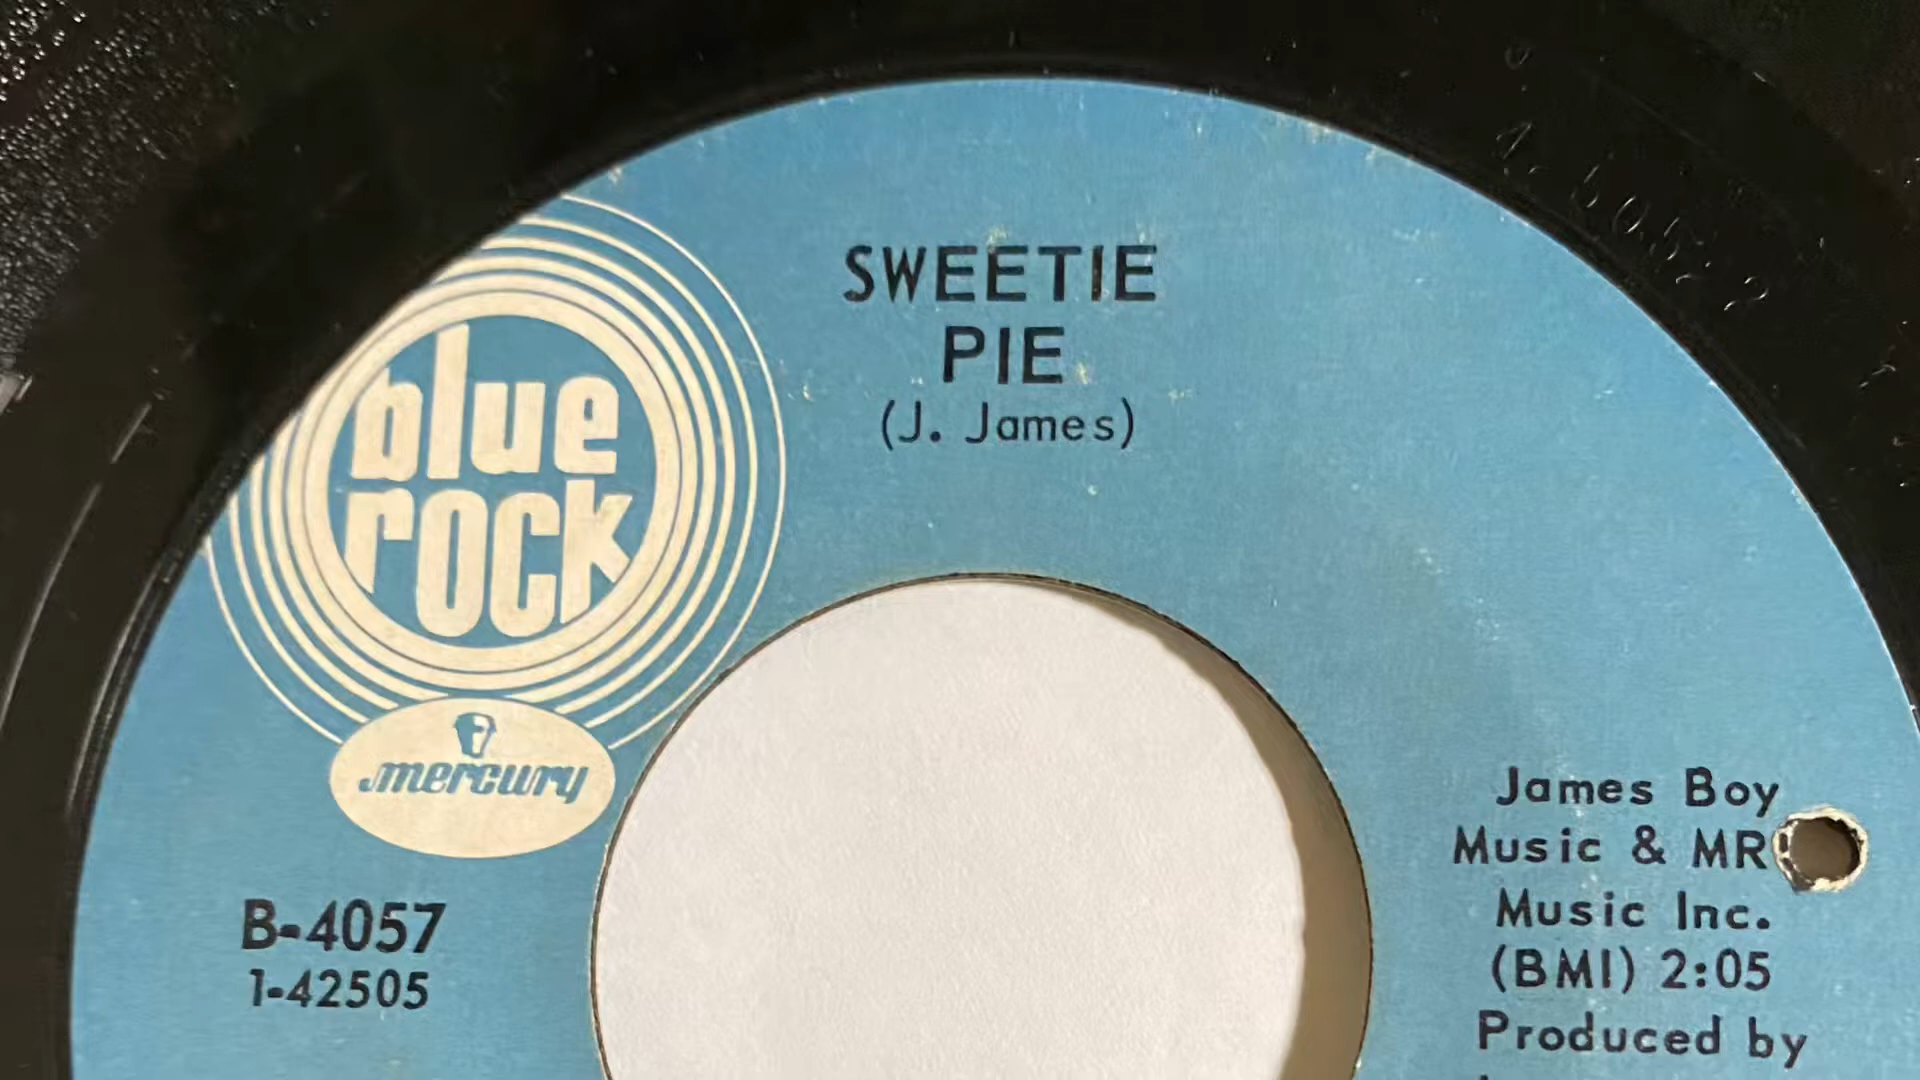 SWEETIE
PIE
(J. James)
blue
rock
mercury
B-4057
1-42505
James Boy
Music & MR
Music Inc.
(BMI) 2:05
Produced by